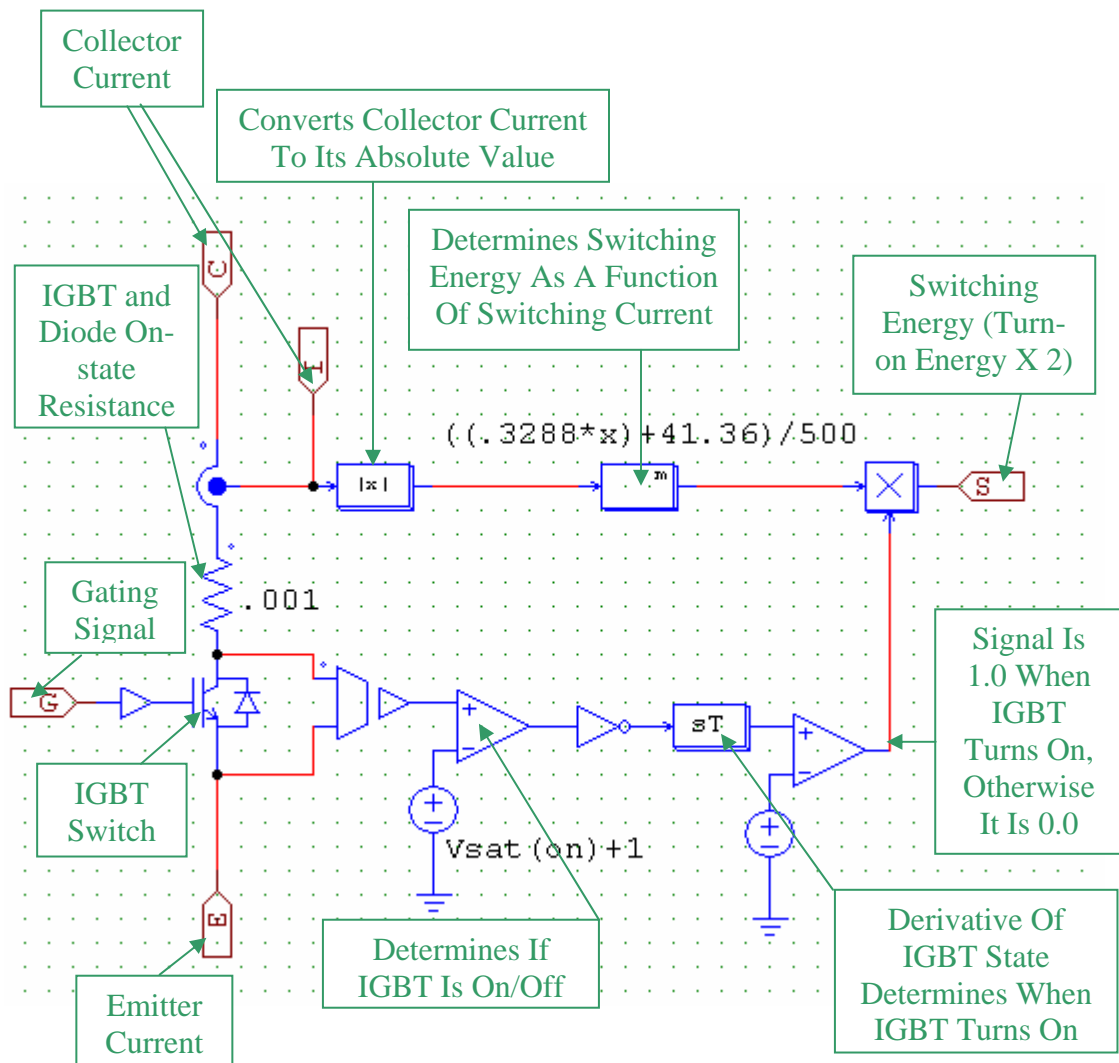 Collector
Current
Converts Collector Current
To Its Absolute Value
Determines Switching
Energy As A Function
Of Switching Current
Switching
Energy (Turn-
on Energy X 2)
IGBT and
Diode On-
state
Resistance
C
I
((.3288*x)+41.36)/500
|x|
m
S
.001
Gating
Signal
G
Signal Is
1.0 When
IGBT
Turns On,
Otherwise
It Is 0.0
sT
IGBT
Switch
Vsat(on)+1
E
Determines If
IGBT Is On/Off
Derivative Of
IGBT State
Determines When
IGBT Turns On
Emitter
Current